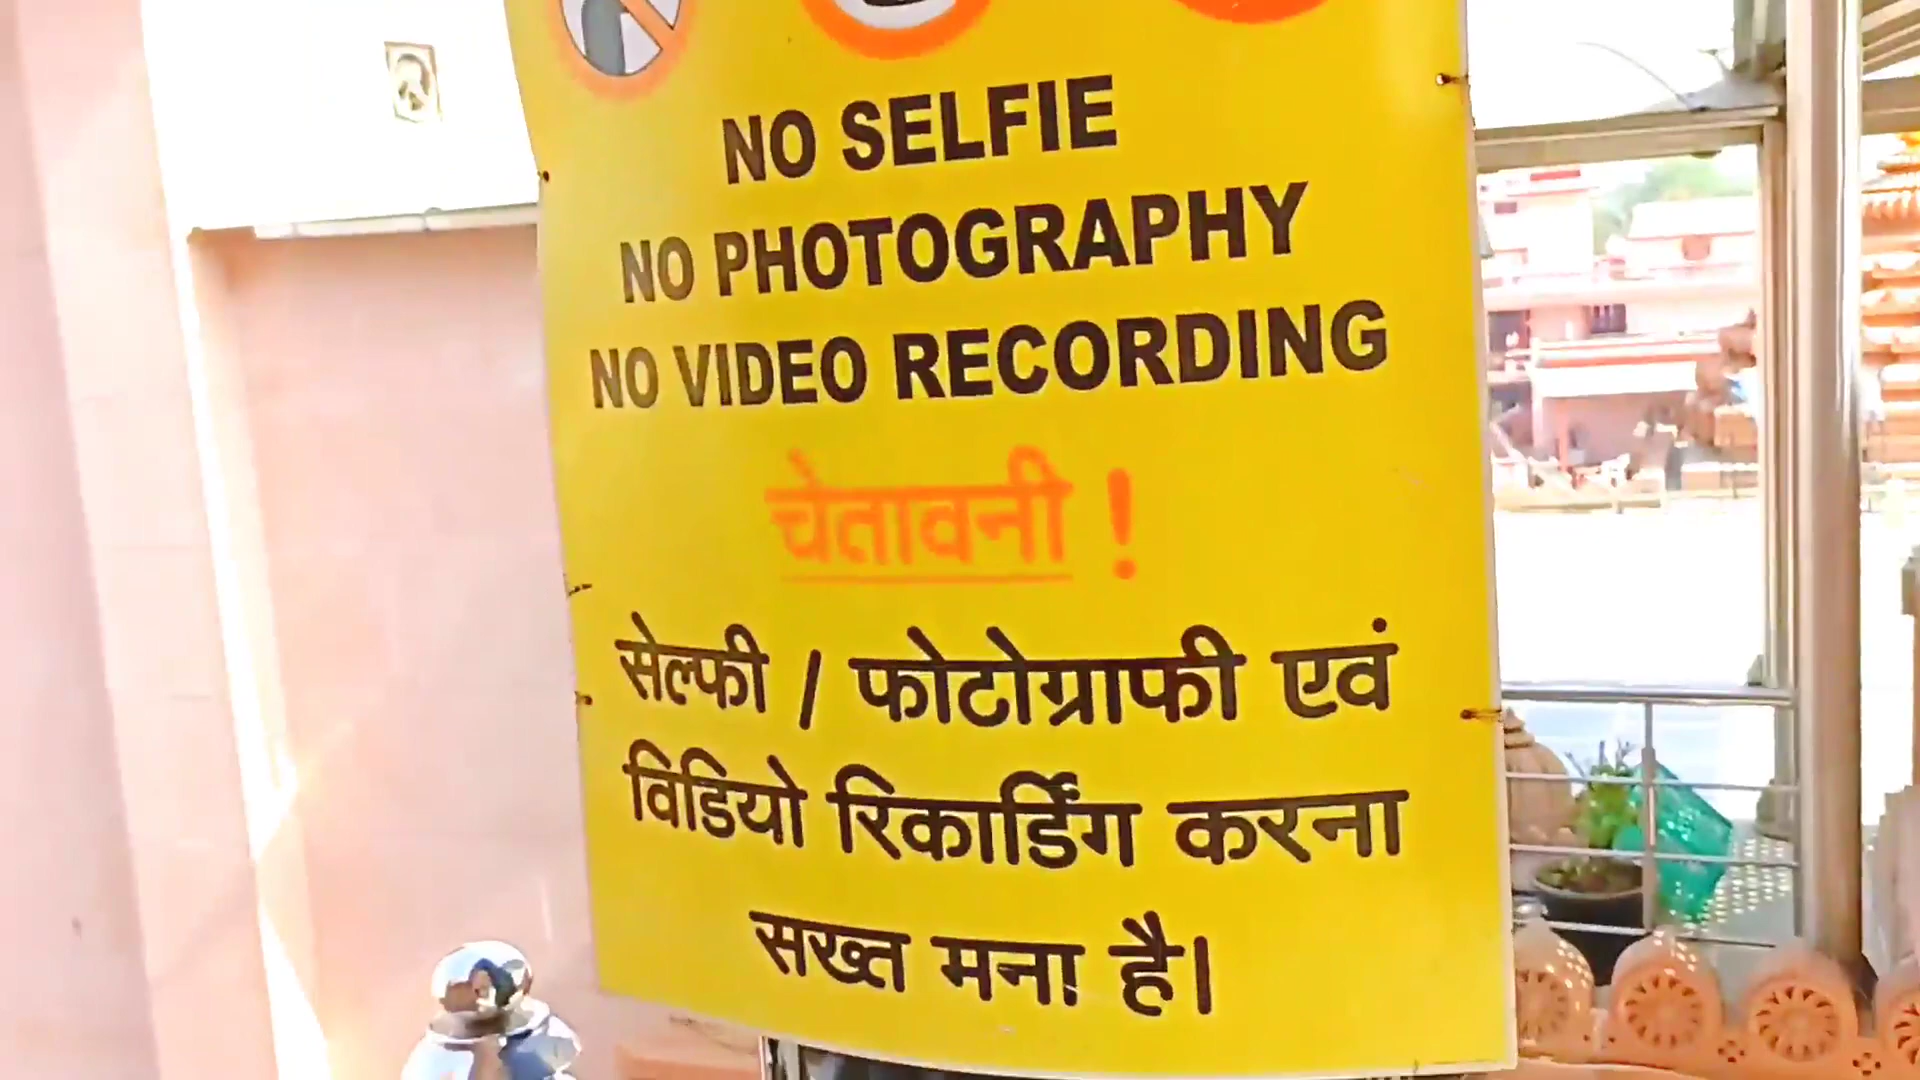 NO SELFIE
NO PHOTOGRAPHY
NO VIDEO RECORDING
चेतावनी !
सेल्फी / फोटोग्राफी एवं
विडियो रिकार्डिंग करना
सख्त मना है।